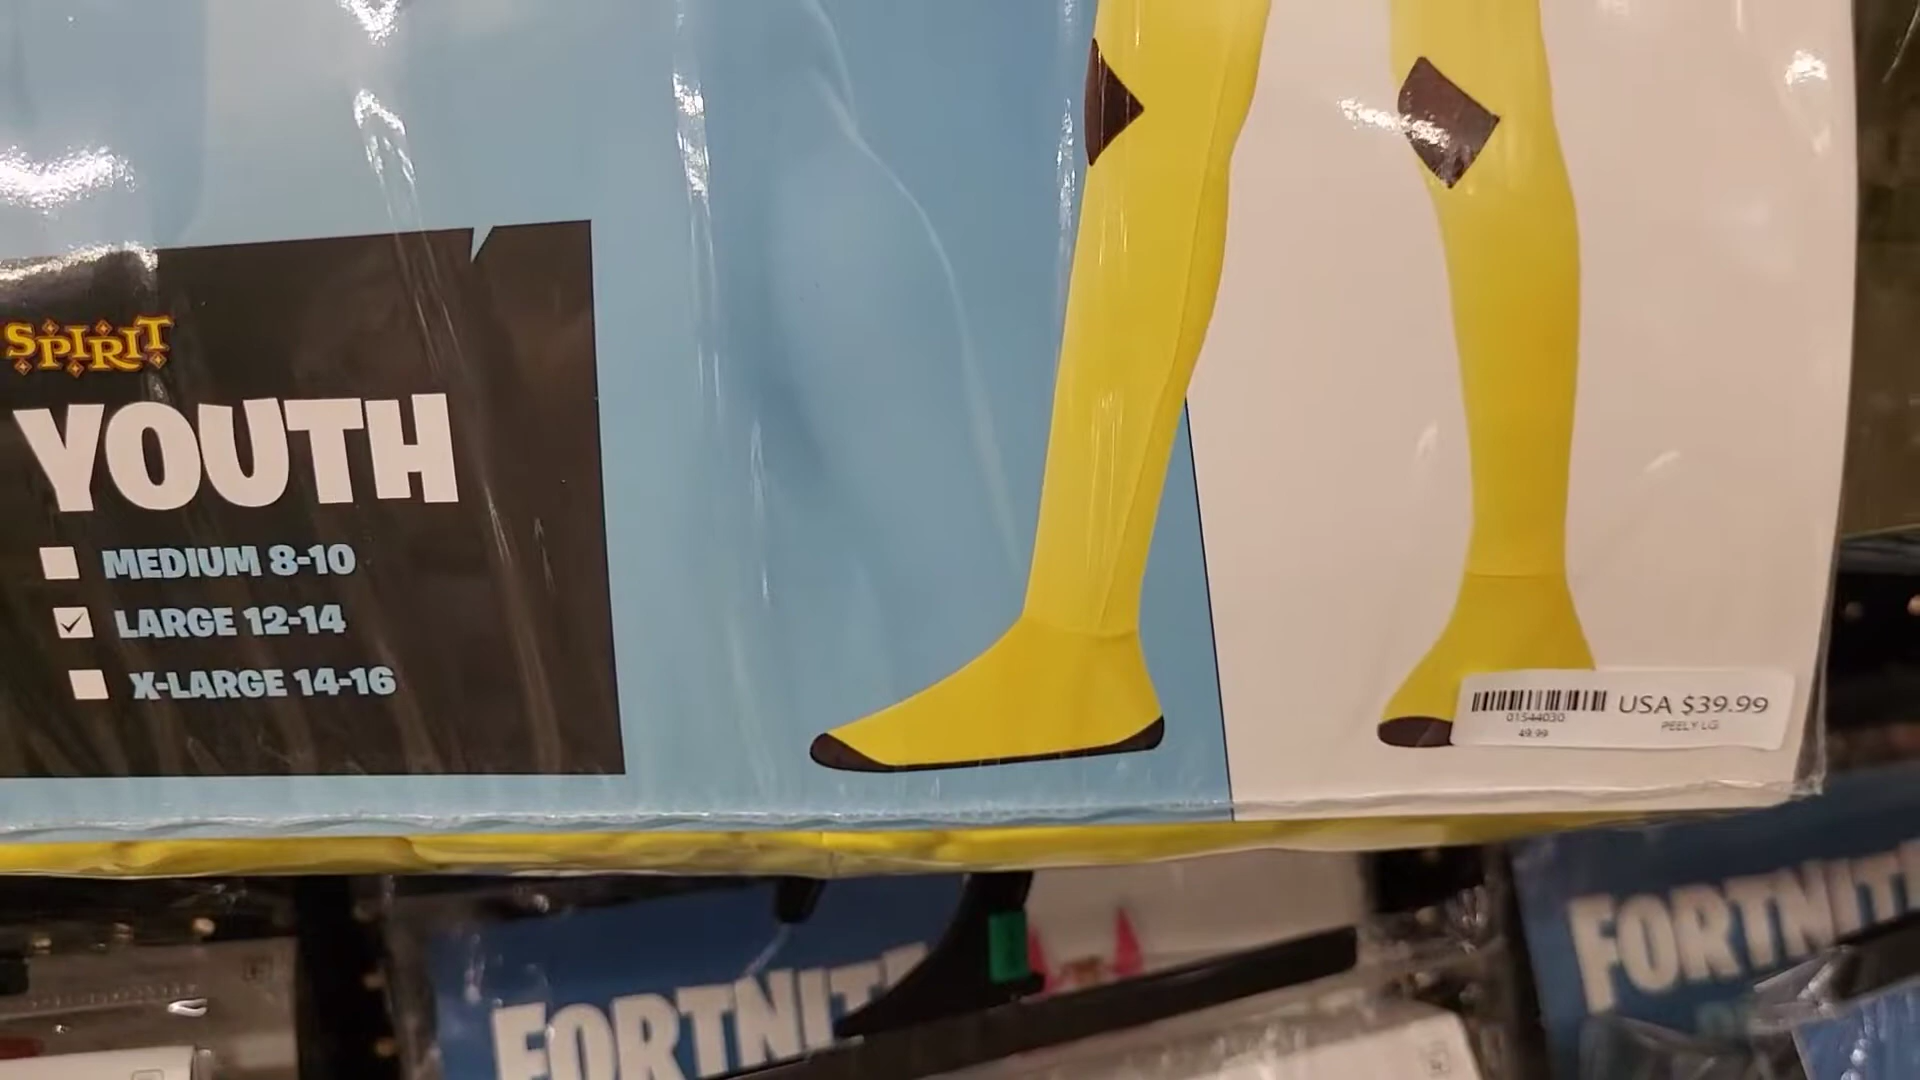 SPIRIT
YOUTH
MEDIUM 8-10
LARGE 12-14
X-LARGE 14-16
USA $39.99
01544030
PEELY LG
49.99
FORTNITE
FORTNITE